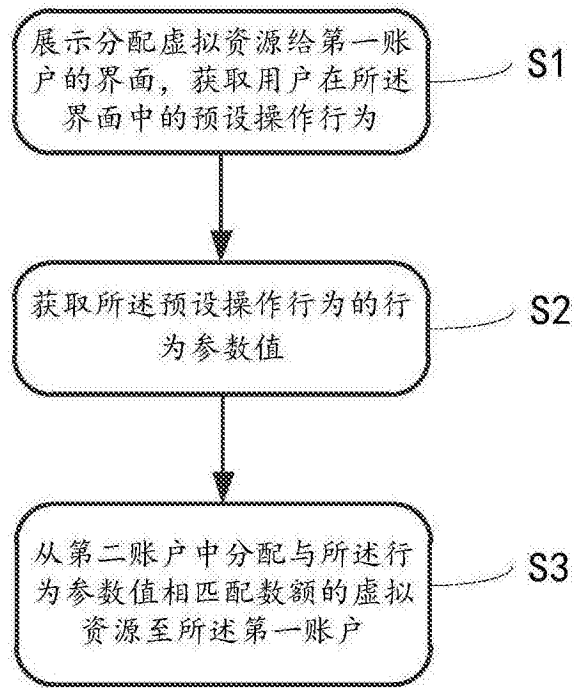 展示分配虚拟资源给第一账
户的界面，获取用户在所述
界面中的预设操作行为
S1
获取所述预设操作行为的行
为参数值
S2
从第二账户中分配与所述行
为参数值相匹配数额的虚拟
资源至所述第一账户
S3